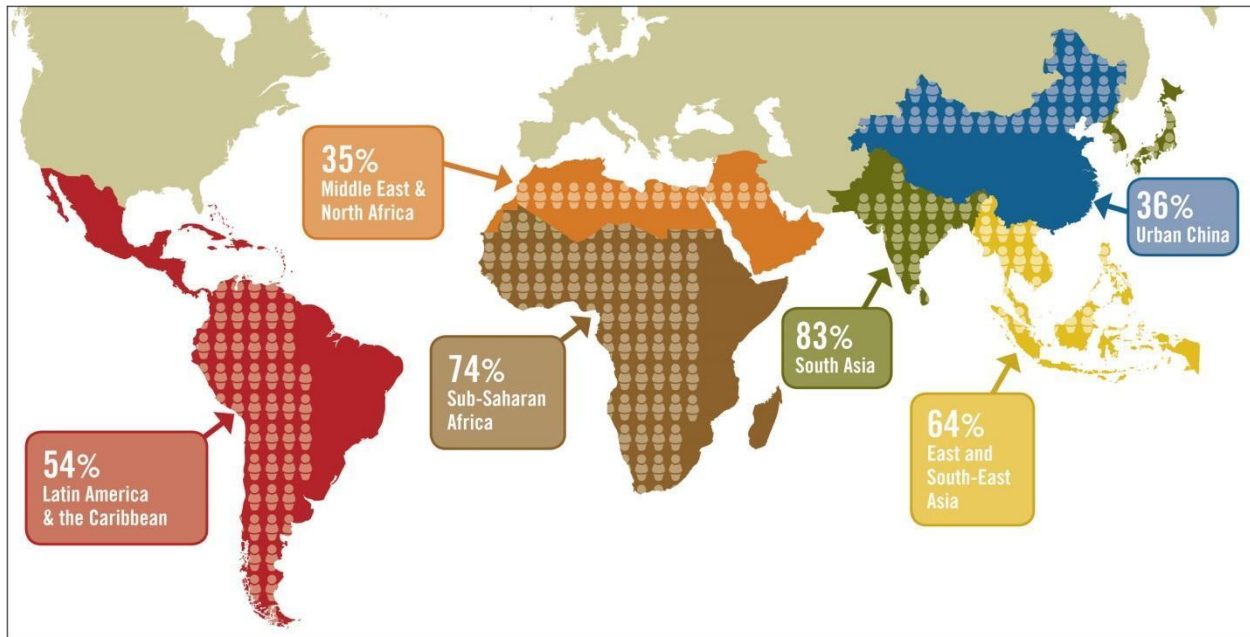 35%
Middle East &
North Africa
36%
Urban China
83%
South Asia
74%
Sub-Saharan
Africa
64%
East and
South-East
Asia
54%
Latin America
& the Caribbean